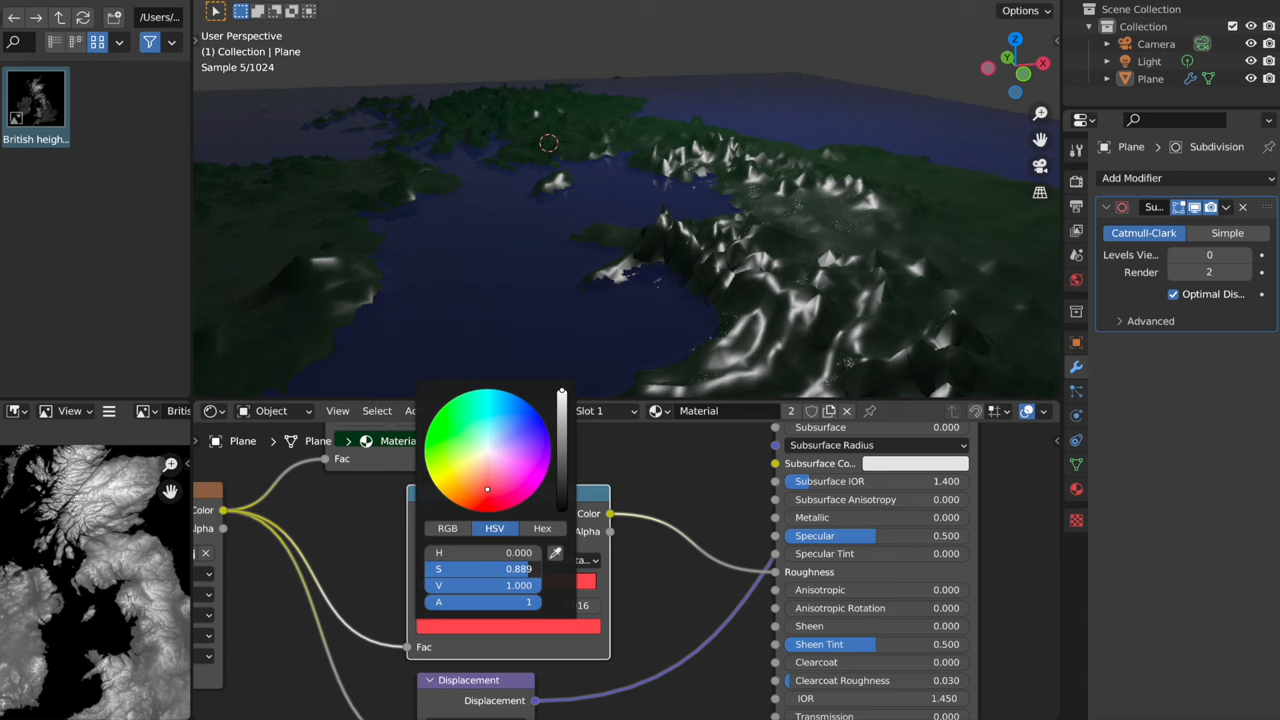 /Users/...
Options
User Perspective
(1) Collection | Plane
Sample 5/1024
Z
Y
X
British heigh...
Scene Collection
Collection
Camera
Light
Plane
Plane
Subdivision
Add Modifier
Su...
Catmull-Clark
Simple
Levels Vie...
0
Render
2
Optimal Dis...
Advanced
View
Briti
Object
View
Select
Slot 1
Material
2
Plane
Plane
Material
Fac
Color
Alpha
RGB
HSV
Hex
H
0.000
S
0.889
V
1.000
A
1
Color
Alpha
Fac
Displacement
Displacement
Subsurface
0.000
Subsurface Radius
Subsurface Co...
Subsurface IOR
1.400
Subsurface Anisotropy
0.000
Metallic
0.000
Specular
0.500
Specular Tint
0.000
Roughness
Anisotropic
0.000
Anisotropic Rotation
0.000
Sheen
0.000
Sheen Tint
0.500
Clearcoat
0.000
Clearcoat Roughness
0.030
IOR
1.450
Transmission
0.000